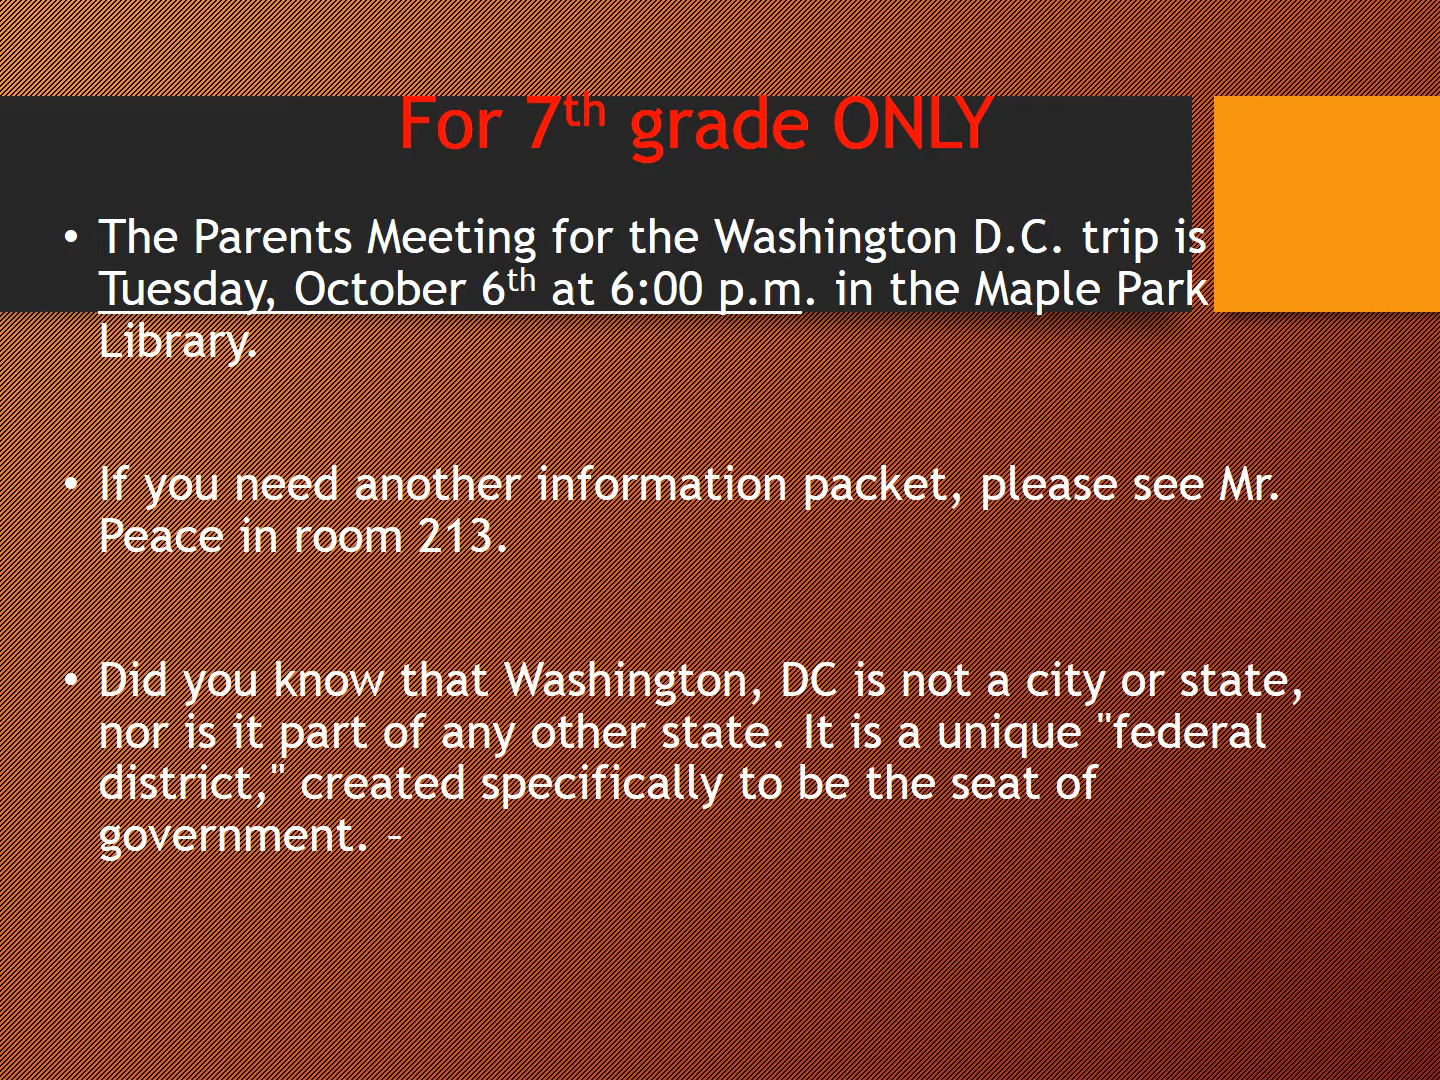 For 7th grade ONLY
• The Parents Meeting for the Washington D.C. trip is
Tuesday, October 6th at 6:00 p.m. in the Maple Park
Library.
• If you need another information packet, please see Mr.
Peace in room 213.
• Did you know that Washington, DC is not a city or state,
nor is it part of any other state. It is a unique "federal
district," created specifically to be the seat of
government. –